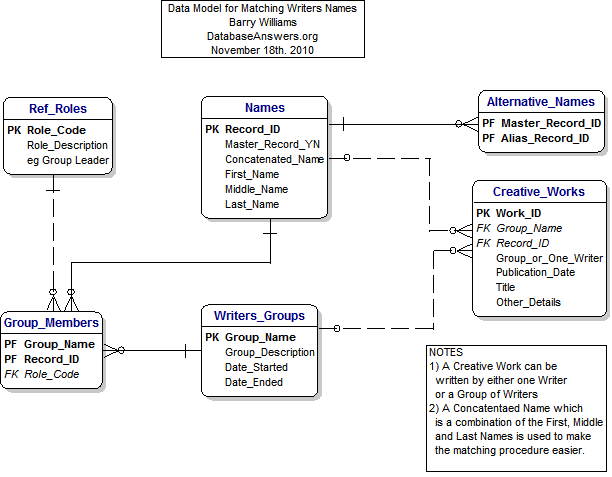 Data Model for Matching Writers Names
Barry Williams
DatabaseAnswers.org
November 18th. 2010
Ref_Roles
PK Role_Code
Role_Description
eg Group Leader
Names
PK Record_ID
Master_Record_YN
Concatenated_Name
First_Name
Middle_Name
Last_Name
Alternative_Names
PF Master_Record_ID
PF Alias_Record_ID
Creative_Works
PK Work_ID
FK Group_Name
FK Record_ID
Group_or_One_Writer
Publication_Date
Title
Other_Details
Group_Members
PF Group_Name
PF Record_ID
FK Role_Code
Writers_Groups
PK Group_Name
Group_Description
Date_Started
Date_Ended
NOTES
1) A Creative Work can be
written by either one Writer
or a Group of Writers
2) A Concatentaed Name which
is a combination of the First, Middle
and Last Names is used to make
the matching procedure easier.